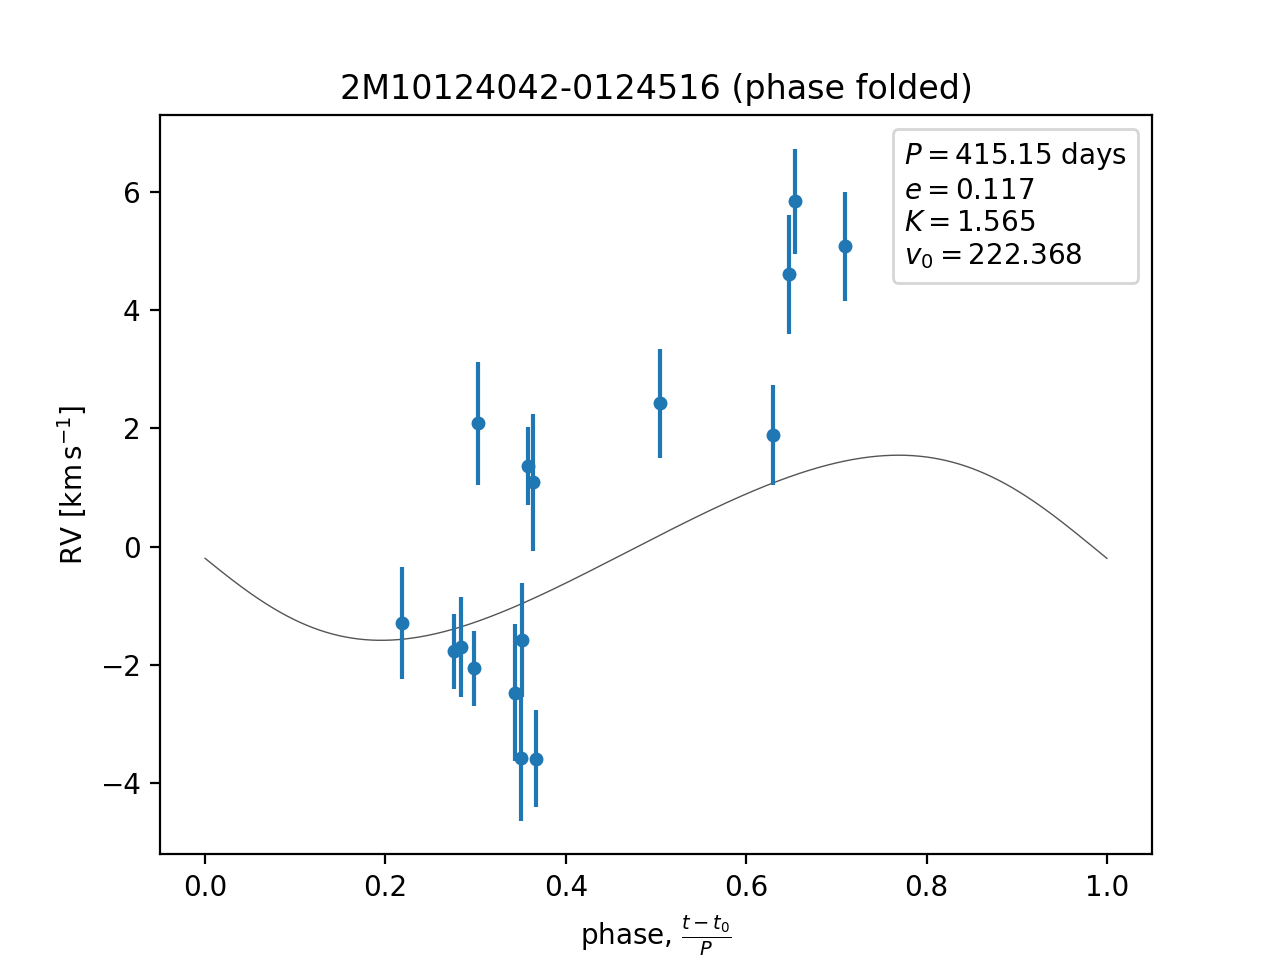 2M10124042-0124516 (phase folded)
P = 415.15 days
e = 0.117
K = 1.565
v₀ = 222.368
6
4
2
0
−2
−4
RV [km s⁻¹]
0.0 0.2 0.4 0.6 0.8 1.0
phase, (t − t₀)/P